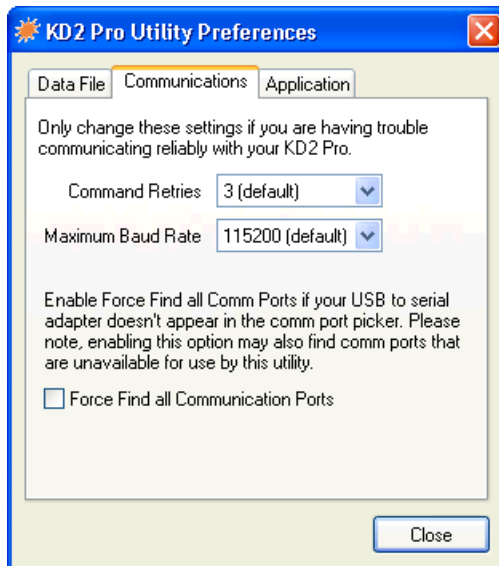 KD2 Pro Utility Preferences
Data File Communications Application
Only change these settings if you are having trouble
communicating reliably with your KD2 Pro.
Command Retries 3 (default)
Maximum Baud Rate 115200 (default)
Enable Force Find all Comm Ports if your USB to serial
adapter doesn't appear in the comm port picker. Please
note, enabling this option may also find comm ports that
are unavailable for use by this utility.
Force Find all Communication Ports
Close